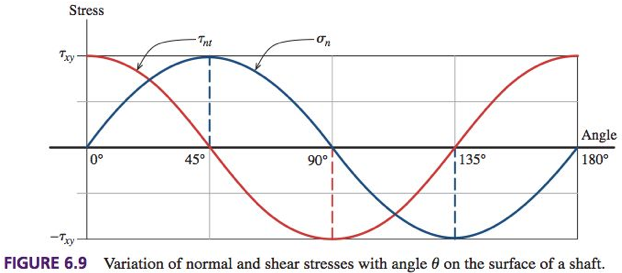 Stress
τnt
σn
τxy
Angle
0°
45°
90°
135°
180°
−τxy
FIGURE 6.9 Variation of normal and shear stresses with angle θ on the surface of a shaft.